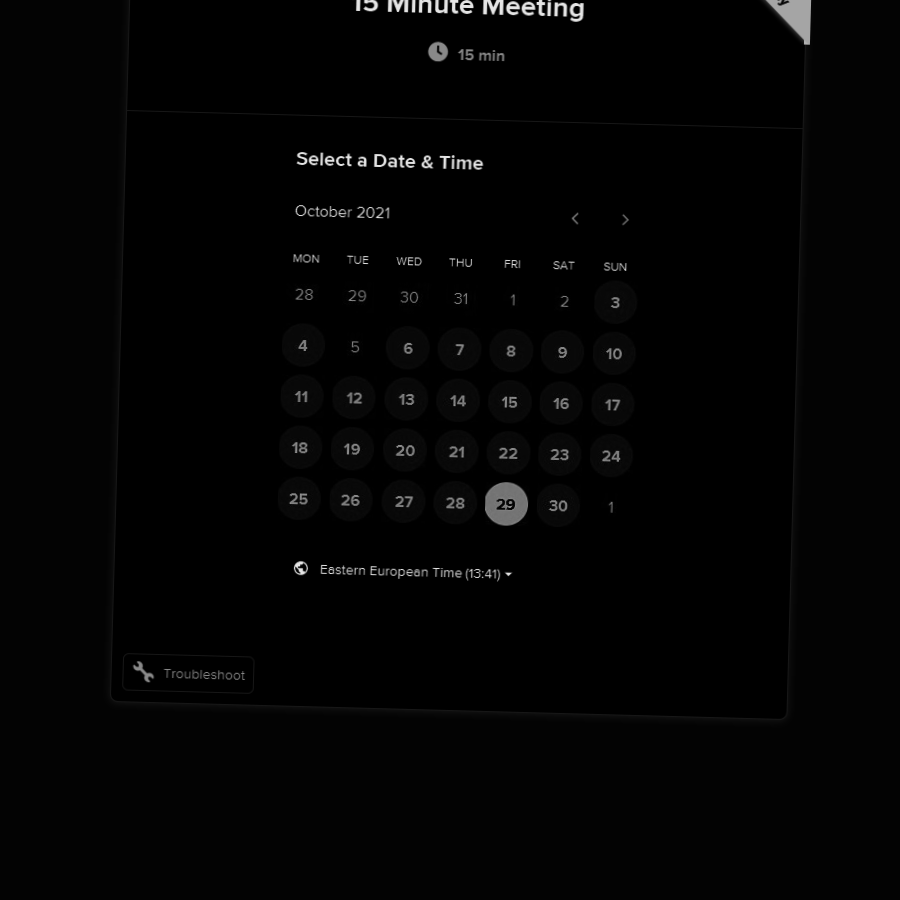 15 Minute Meeting
15 min
Select a Date & Time
October 2021
MON TUE WED THU FRI SAT SUN
28 29 30 31 1 2 3
4 5 6 7 8 9 10
11 12 13 14 15 16 17
18 19 20 21 22 23 24
25 26 27 28 29 30 1
Eastern European Time (13:41)
Troubleshoot